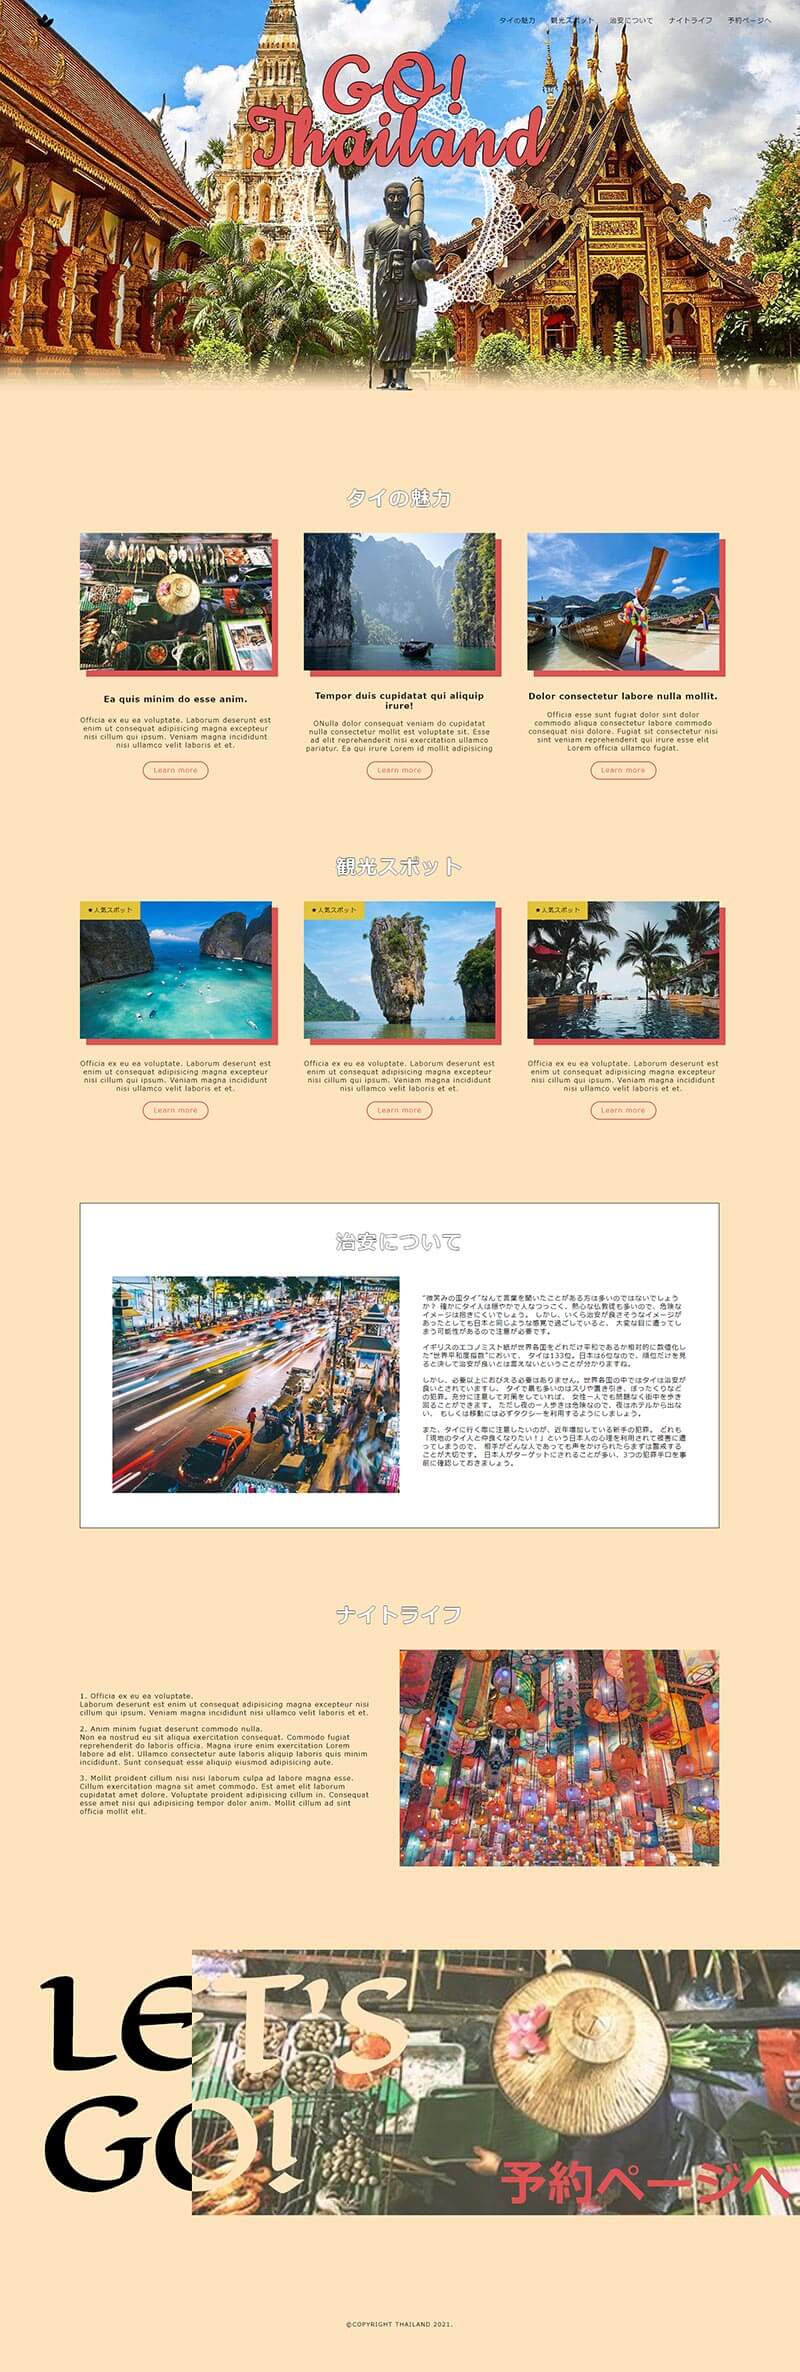 タイの魅力 観光スポット 治安について ナイトライフ 予約ページへ
GO!
Thailand
タイの魅力
Ea quis minim do esse anim.
Officia ex eu ea voluptate. Laborum deserunt est
enim ut consequat adipisicing magna excepteur
nisi cillum qui ipsum. Veniam magna incididunt
nisi ullamco velit laboris et et.
Learn more
Tempor duis cupidatat qui aliquip
irure!
ONulla dolor consequat veniam do cupidatat
nulla consectetur mollit est voluptate sit. Esse
ad elit reprehenderit nisi exercitation ullamco
pariatur. Ea qui irure Lorem id mollit adipisicing
Learn more
Dolor consectetur labore nulla mollit.
Officia esse sunt fugiat dolor sint dolor
commodo aliqua consectetur labore commodo
consequat nisi dolore. Fugiat sit consectetur nisi
sint veniam reprehenderit qui irure esse elit
Lorem officia ullamco fugiat.
Learn more
観光スポット
★人気スポット
Officia ex eu ea voluptate. Laborum deserunt est
enim ut consequat adipisicing magna excepteur
nisi cillum qui ipsum. Veniam magna incididunt
nisi ullamco velit laboris et et.
Learn more
★人気スポット
Officia ex eu ea voluptate. Laborum deserunt est
enim ut consequat adipisicing magna excepteur
nisi cillum qui ipsum. Veniam magna incididunt
nisi ullamco velit laboris et et.
Learn more
★人気スポット
Officia ex eu ea voluptate. Laborum deserunt est
enim ut consequat adipisicing magna excepteur
nisi cillum qui ipsum. Veniam magna incididunt
nisi ullamco velit laboris et et.
Learn more
治安について
“微笑みの国タイ”なんて言葉を聞いたことがある方は多いのではないでしょう
か？ 確かにタイ人は穏やかで人なつっこく、熱心な仏教徒も多いので、危険な
イメージは抱きにくいでしょう。 しかし、いくら治安が良さそうなイメージが
あったとしても日本と同じような感覚で過ごしていると、 大変な目に遭ってし
まう可能性があるので注意が必要です。
イギリスのエコノミスト紙が世界各国をどれだけ平和であるか相対的に数値化し
た“世界平和度指数”において、 タイは133位。日本は6位なので、順位だけを見
ると決して治安が良いとは言えないということが分かりますね。
しかし、必要以上におびえる必要はありません。世界各国の中ではタイは治安が
良いとされていますし、 タイで最も多いのはスリや置き引き、ぼったくりなど
の犯罪。充分に注意して対策をしていれば、 女性一人でも問題なく街中を歩き
回ることができます。 ただし夜の一人歩きは危険なので、夜はホテルから出な
い、 もしくは移動には必ずタクシーを利用するようにしましょう。
また、タイに行く際に注意したいのが、近年増加している新手の犯罪。 どれも
「現地のタイ人と仲良くなりたい！」という日本人の心理を利用されて被害に遭
ってしまうので、 相手がどんな人であっても声をかけられたらまずは警戒する
ことが大切です。 日本人がターゲットにされることが多い、3つの犯罪手口を事
前に確認しておきましょう。
ナイトライフ
1. Officia ex eu ea voluptate.
Laborum deserunt est enim ut consequat adipisicing magna excepteur nisi
cillum qui ipsum. Veniam magna incididunt nisi ullamco velit laboris et et.
2. Anim minim fugiat deserunt commodo nulla.
Non ea nostrud eu sit aliqua exercitation consequat. Commodo fugiat
reprehenderit do laboris officia. Magna irure enim exercitation Lorem
labore ad elit. Ullamco consectetur aute laboris aliquip laboris quis minim
incididunt. Sunt consequat esse aliquip eiusmod adipisicing aute.
3. Mollit proident cillum nisi nisi laborum culpa ad labore magna esse.
Cillum exercitation magna sit amet commodo. Est amet elit laborum
cupidatat amet dolore. Voluptate proident adipisicing cillum in. Consequat
esse amet nisi qui adipisicing tempor dolor anim. Mollit cillum ad sint
officia mollit elit.
LET'S
GO!
予約ページへ
©COPYRIGHT THAILAND 2021.